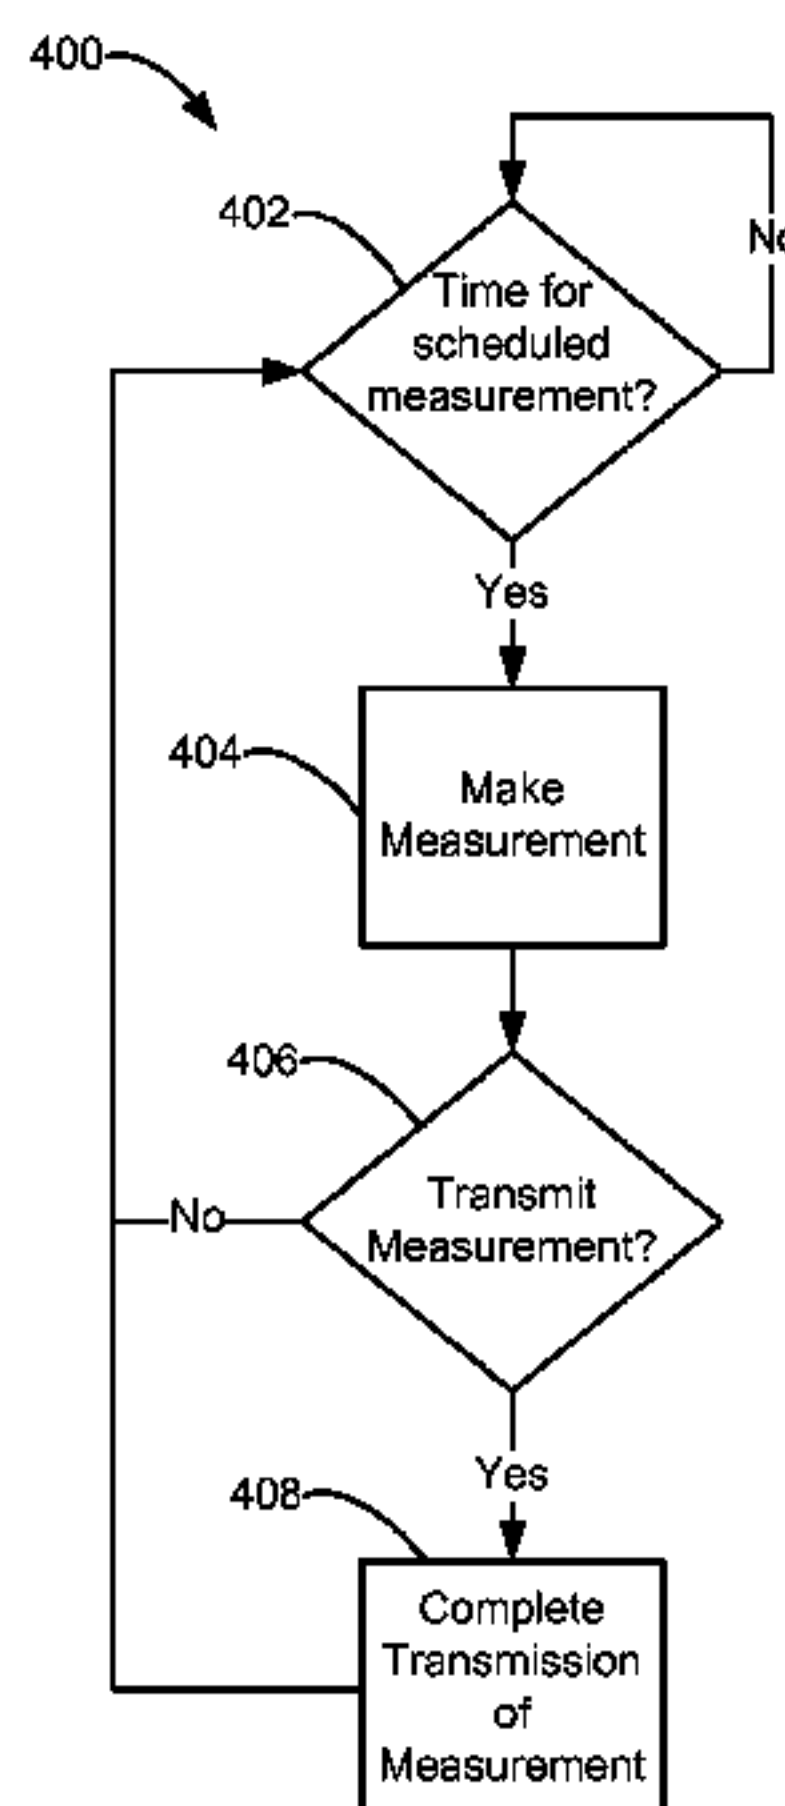 400
402
Time for
scheduled
measurement?
No
Yes
404
Make
Measurement
406
Transmit
Measurement?
No
Yes
408
Complete
Transmission
of
Measurement